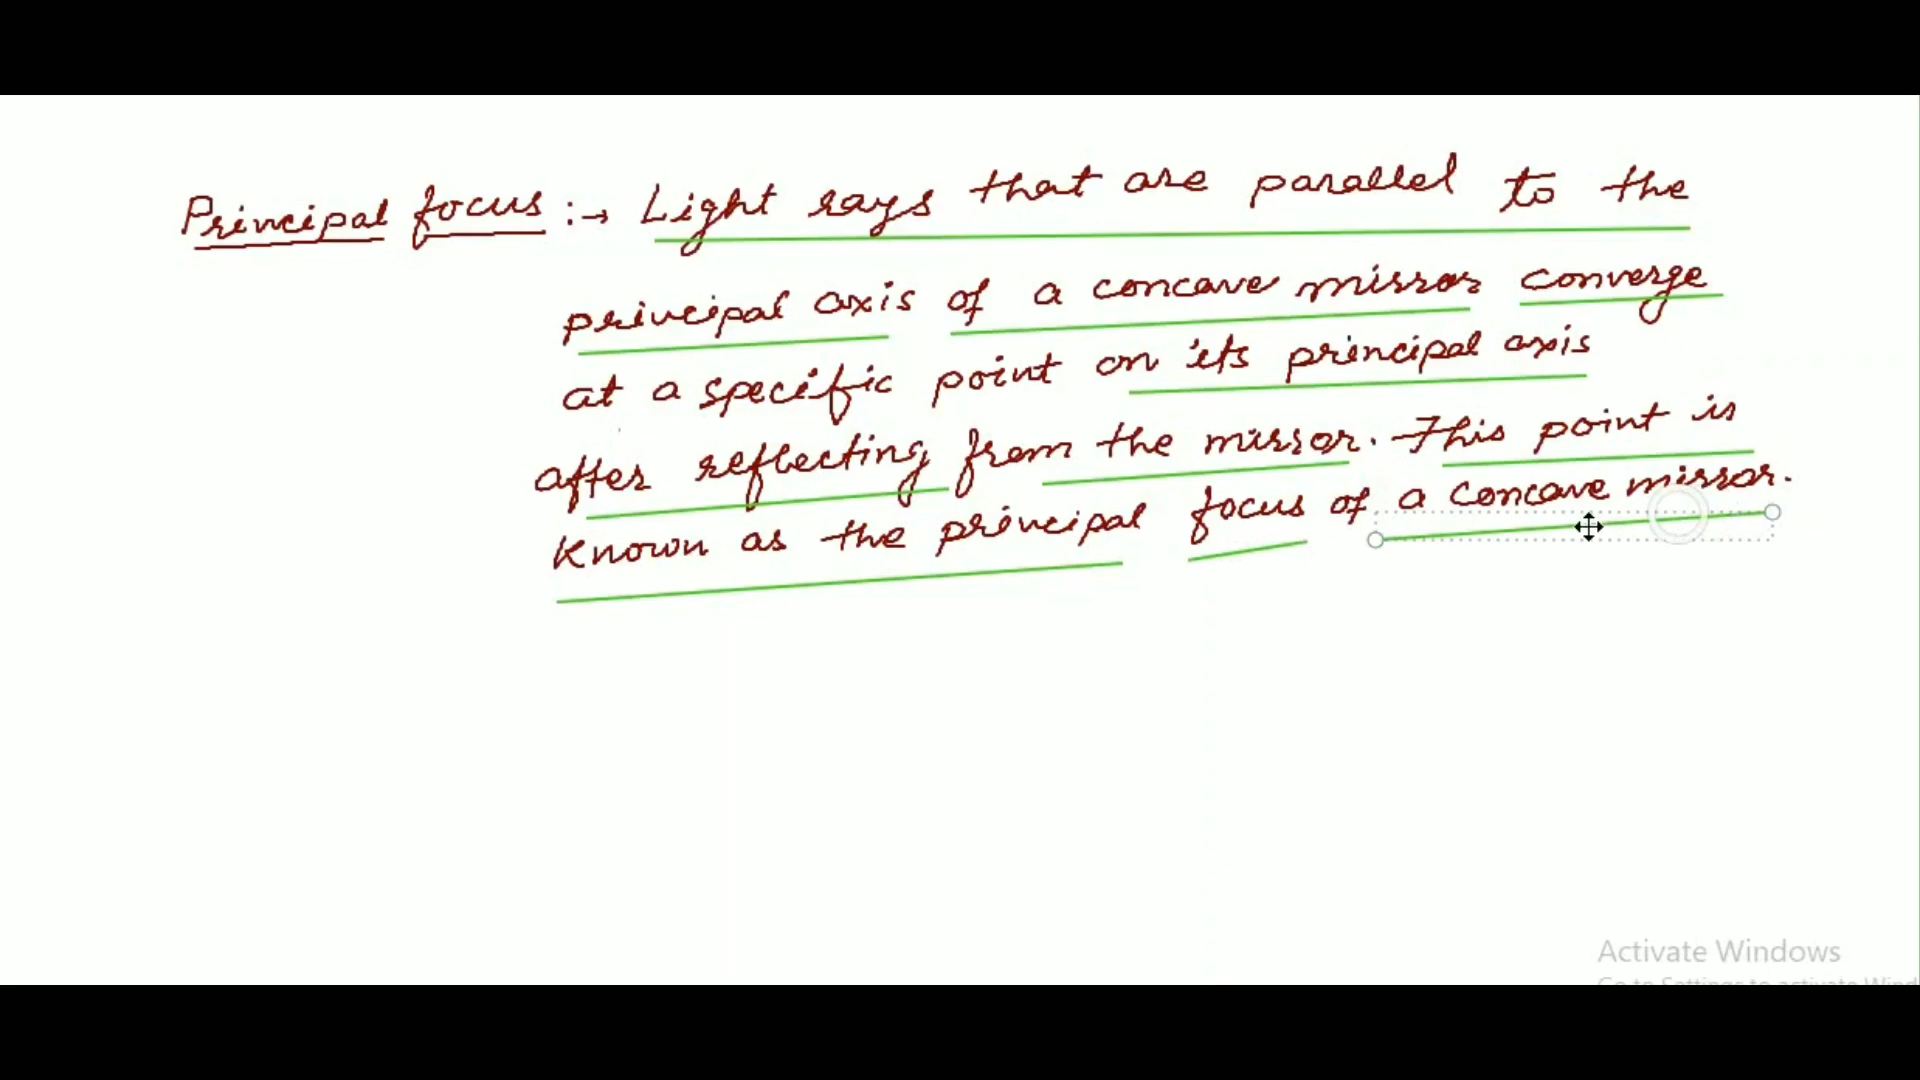 Principal focus :→ Light rays that are parallel to the
principal axis of a concave mirror converge
at a specific point on its principal axis
after reflecting from the mirror. This point is
known as the principal focus of a concave mirror.
Activate Windows